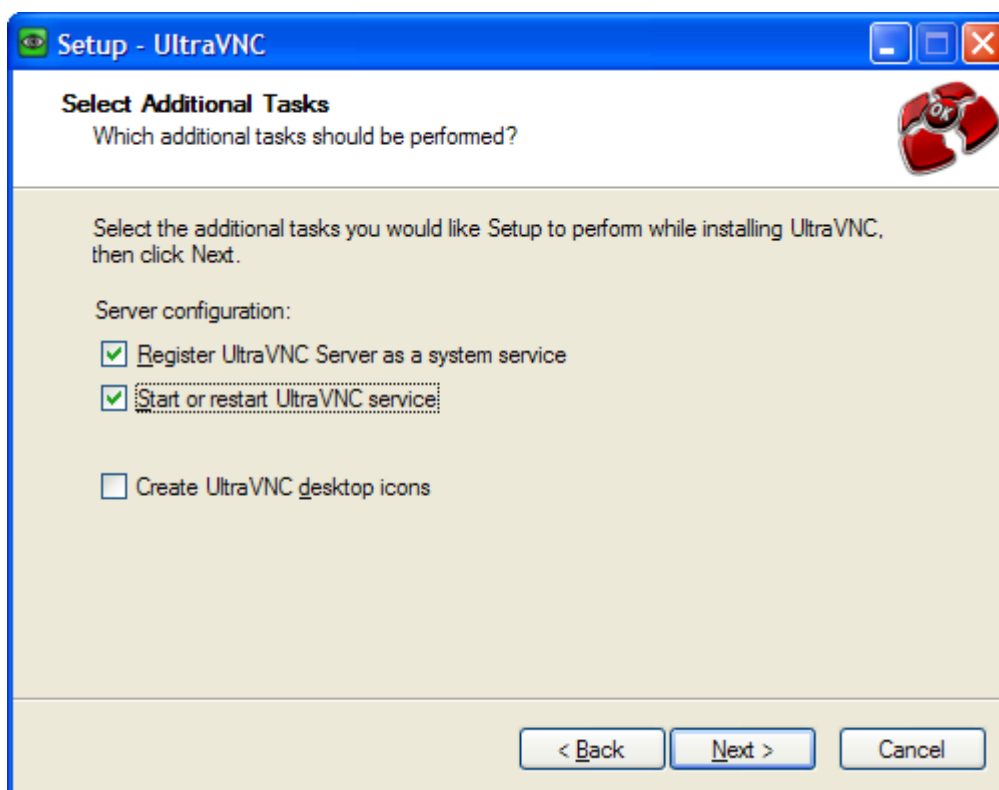 Setup - UltraVNC
Select Additional Tasks
Which additional tasks should be performed?
OK
Select the additional tasks you would like Setup to perform while installing UltraVNC,
then click Next.
Server configuration:
Register UltraVNC Server as a system service
Start or restart UltraVNC service
Create UltraVNC desktop icons
< Back
Next >
Cancel